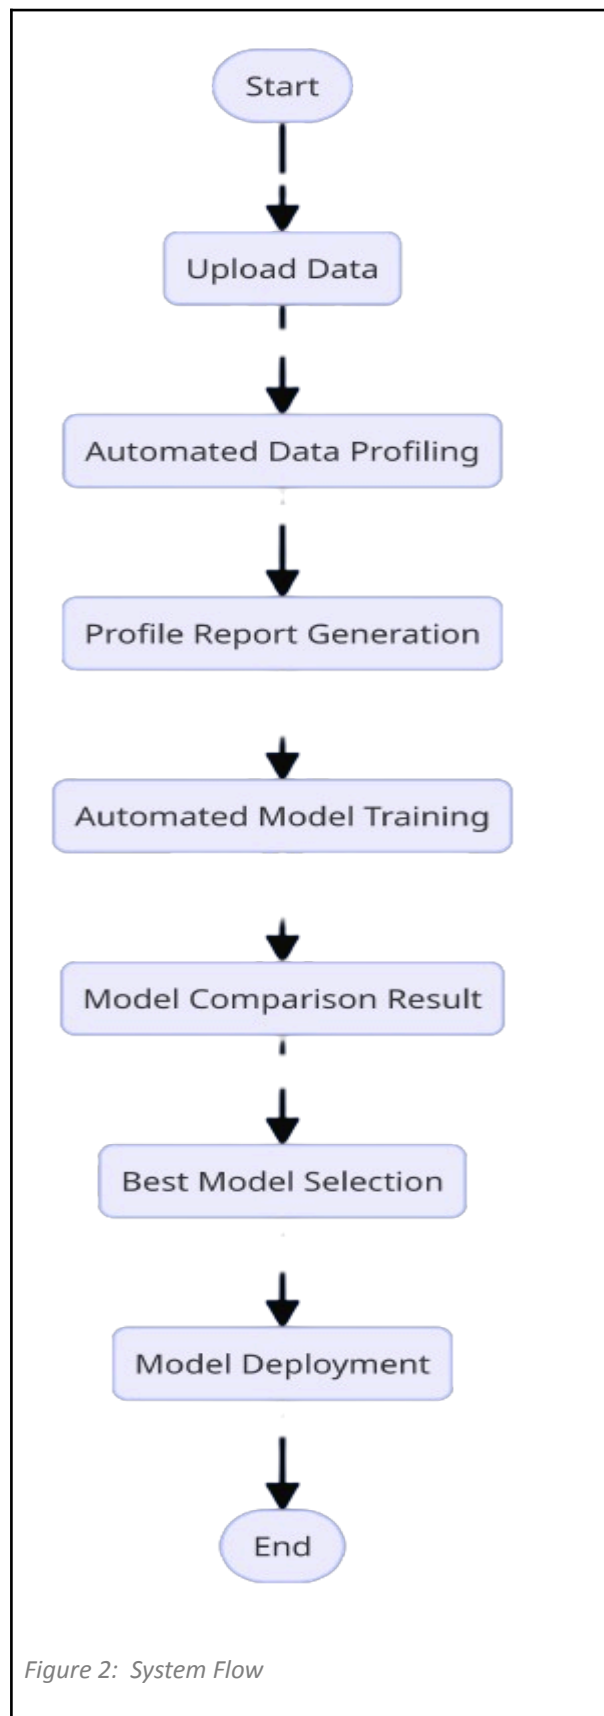 Start
Upload Data
Automated Data Profiling
Profile Report Generation
Automated Model Training
Model Comparison Result
Best Model Selection
Model Deployment
End
Figure 2:  System Flow